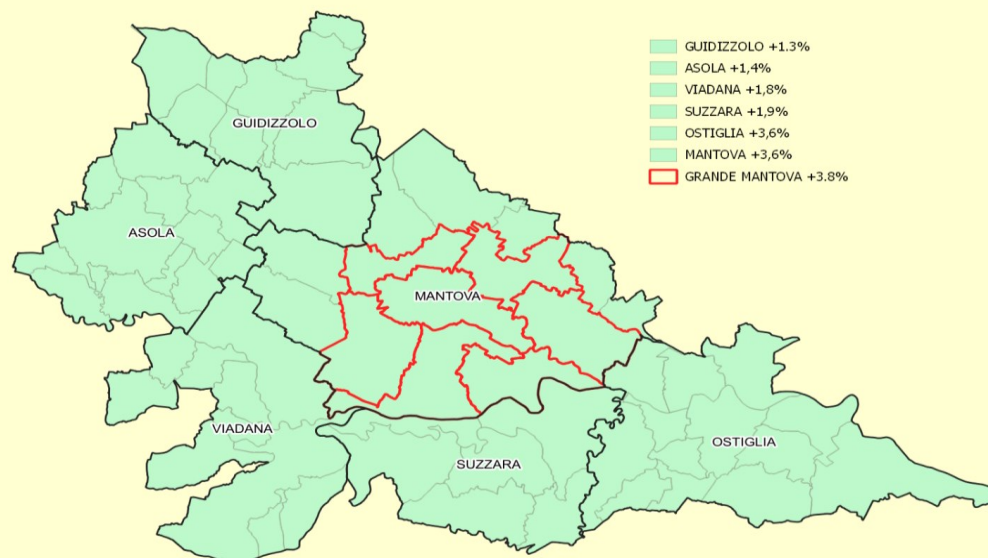 GUIDIZZOLO +1.3%
ASOLA +1,4%
VIADANA +1,8%
SUZZARA +1,9%
OSTIGLIA +3,6%
MANTOVA +3,6%
GRANDE MANTOVA +3.8%
GUIDIZZOLO
ASOLA
MANTOVA
VIADANA
OSTIGLIA
SUZZARA